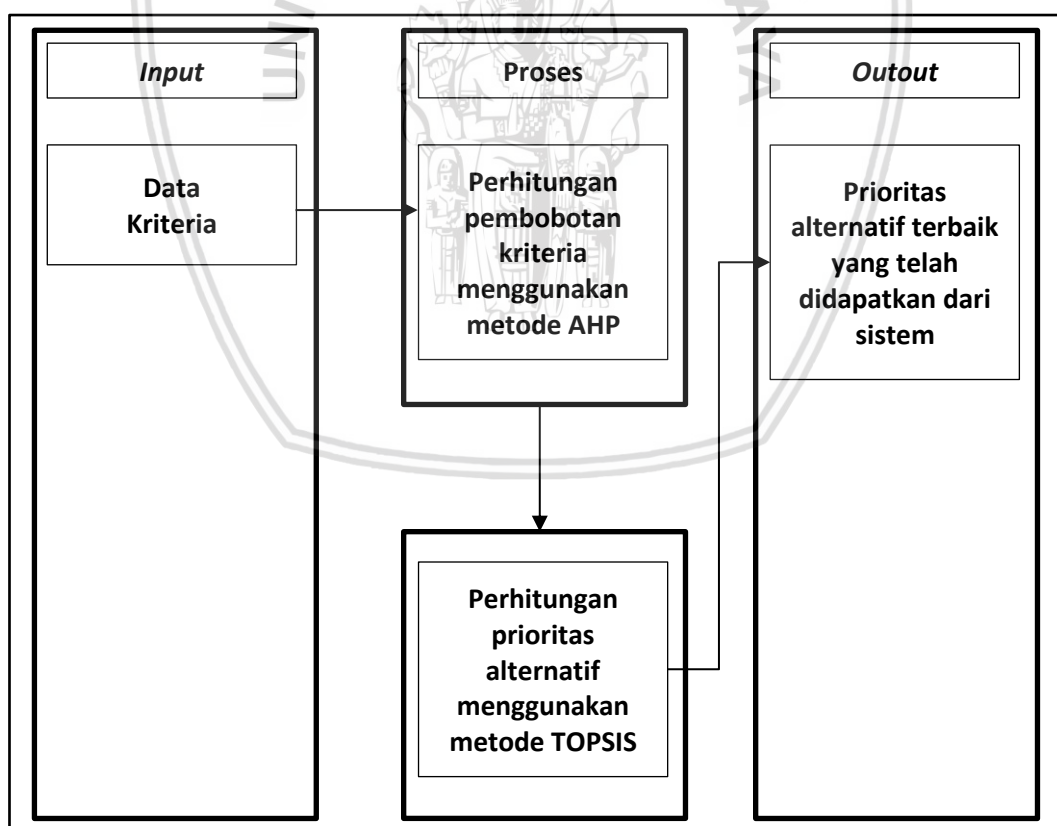 Input
Proses
Outout
Data
Kriteria
Perhitungan
pembobotan
kriteria
menggunakan
metode AHP
Prioritas
alternatif terbaik
yang telah
didapatkan dari
sistem
Perhitungan
prioritas
alternatif
menggunakan
metode TOPSIS